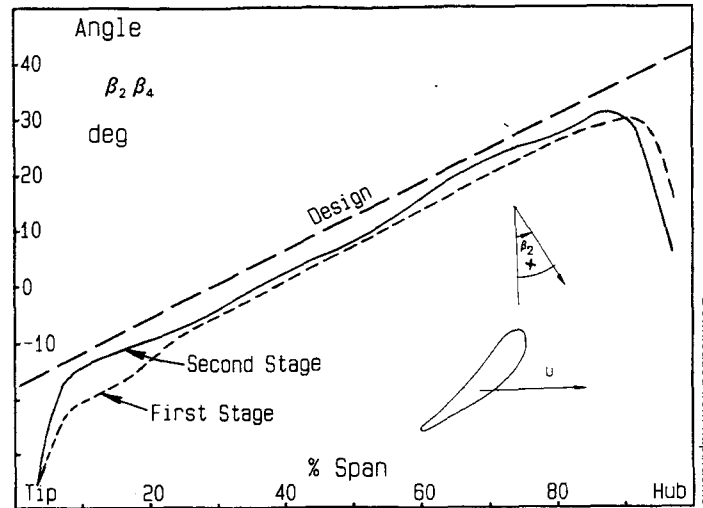 Angle
β₂ β₄
deg
40
30
20
10
0
-10
Design
β₂
+
Second Stage
U
First Stage
% Span
Tip
20
40
60
80
Hub